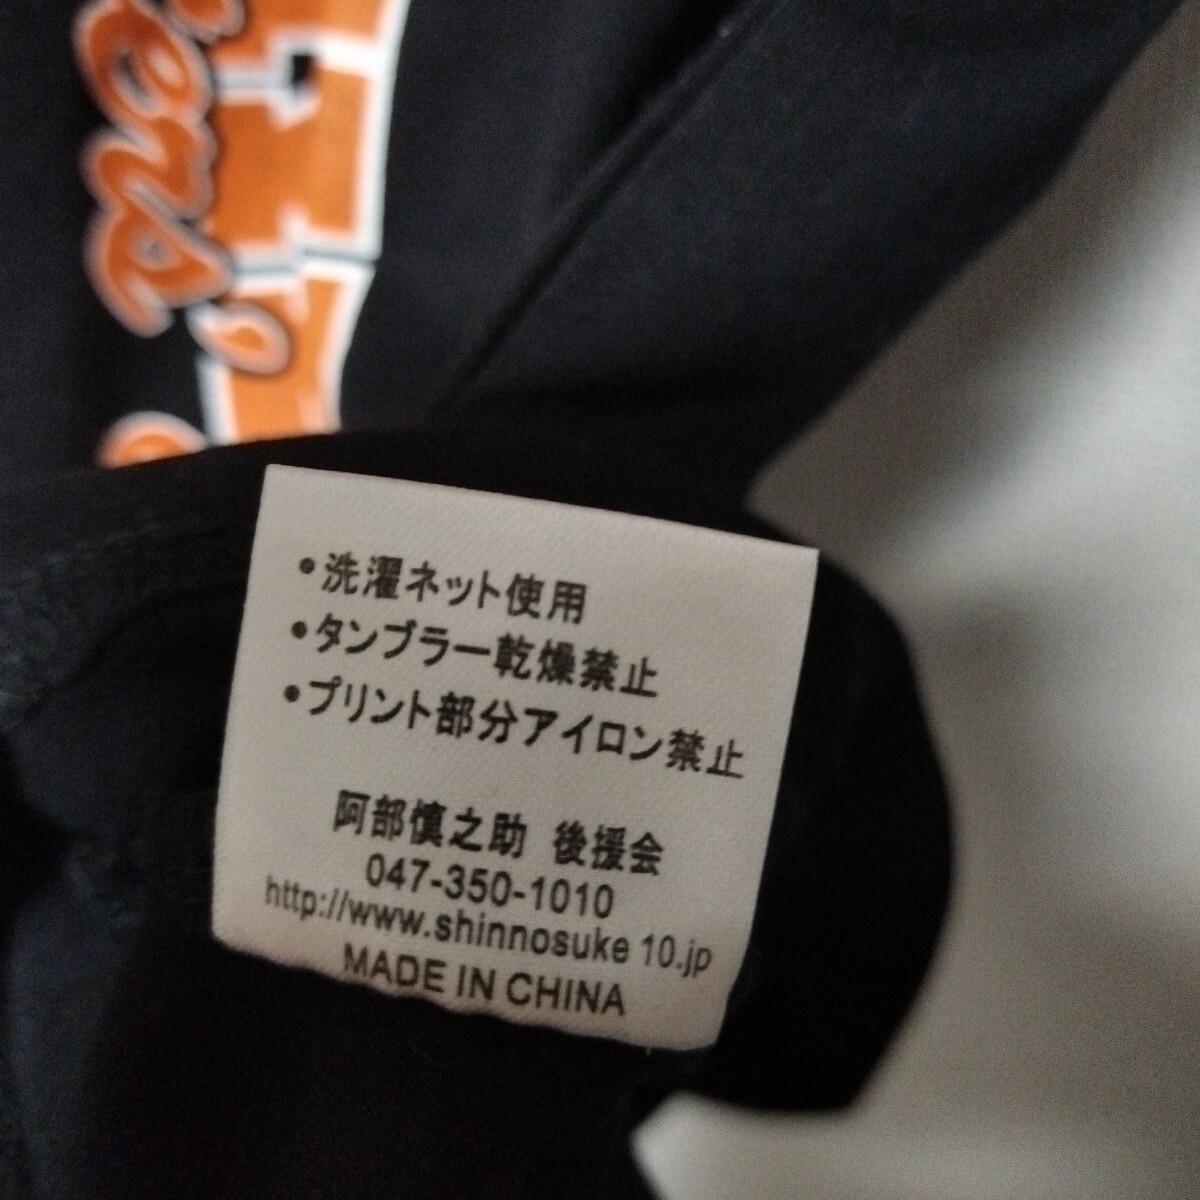 ・洗濯ネット使用
・タンブラー乾燥禁止
・プリント部分アイロン禁止
阿部慎之助 後援会
047-350-1010
http://www.shinnosuke 10.jp
MADE IN CHINA